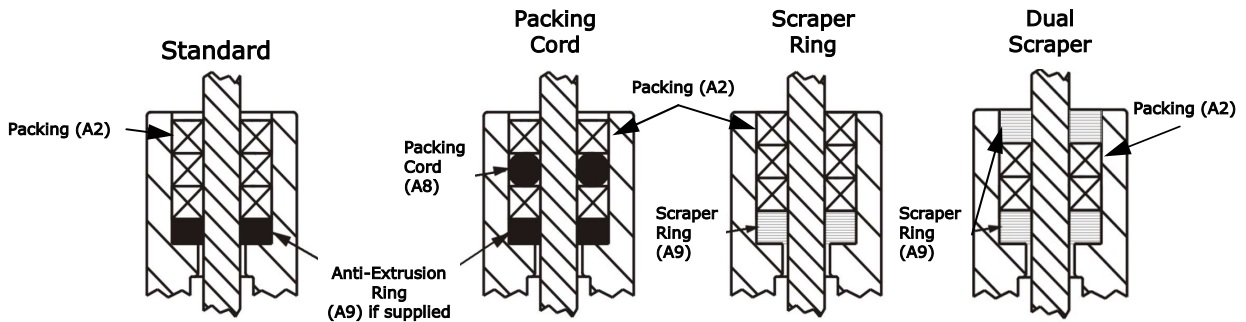 Standard
Packing (A2)
Packing
Cord
Packing
Cord
(A8)
Anti-Extrusion
Ring
(A9) if supplied
Packing (A2)
Scraper
Ring
Scraper
Ring
(A9)
Dual
Scraper
Packing (A2)
Scraper
Ring
(A9)